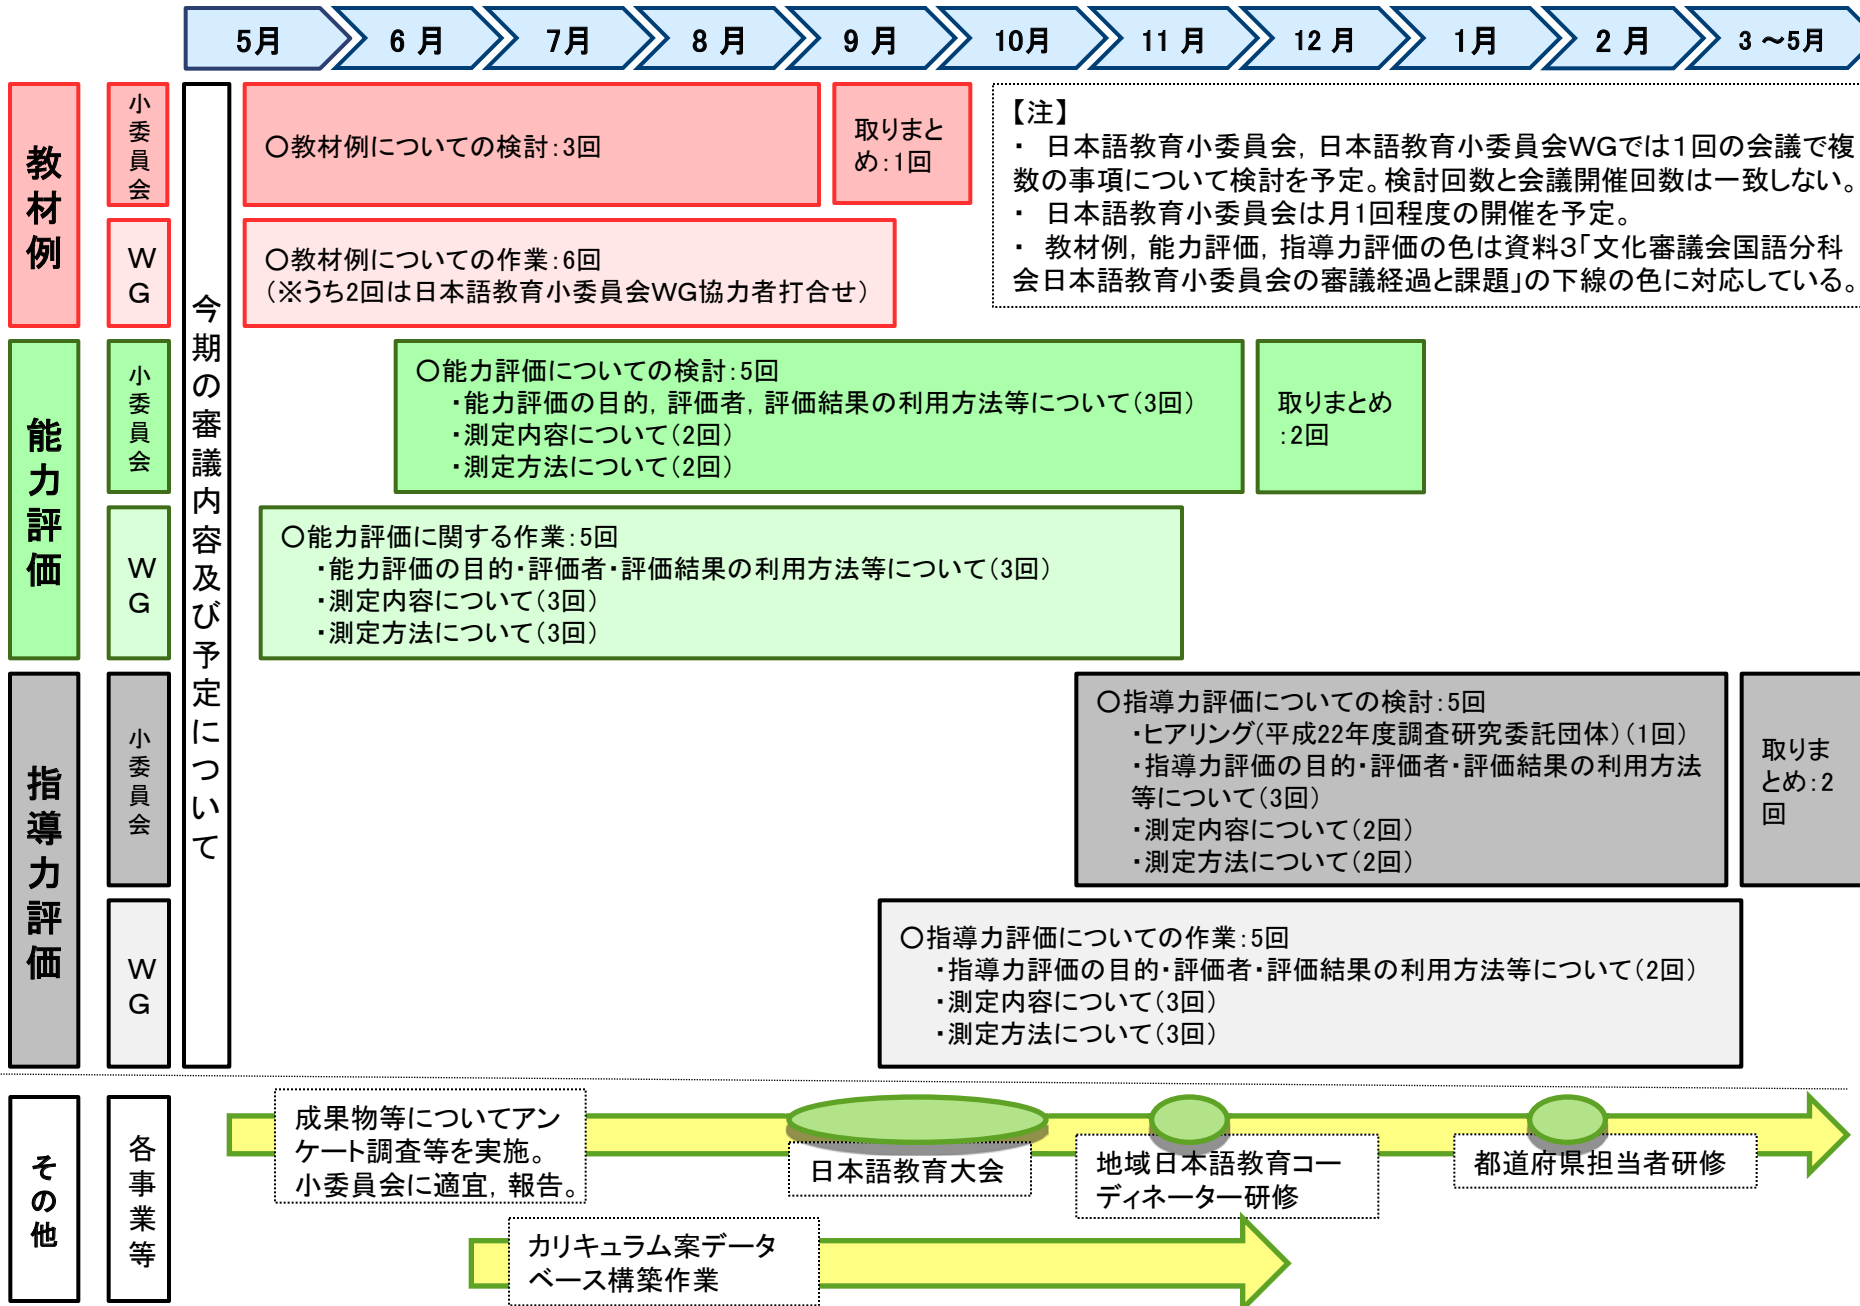 5月
6 月
7月
8 月
9 月
10月
11 月
12 月
1月
2 月
3 ～5月
教材例
小委員会
○教材例についての検討：3回
取りまと
め：1回
【注】
・ 日本語教育小委員会，日本語教育小委員会WGでは1回の会議で複
数の事項について検討を予定。検討回数と会議開催回数は一致しない。
・ 日本語教育小委員会は月1回程度の開催を予定。
・ 教材例，能力評価，指導力評価の色は資料3「文化審議会国語分科
会日本語教育小委員会の審議経過と課題」の下線の色に対応している。
WG
○教材例についての作業：6回
（※うち2回は日本語教育小委員会WG協力者打合せ）
今期の審議内容及び予定について
能力評価
小委員会
○能力評価についての検討：5回
・能力評価の目的，評価者，評価結果の利用方法等について（3回）
・測定内容について（2回）
・測定方法について（2回）
取りまとめ
：2回
WG
○能力評価に関する作業：5回
・能力評価の目的・評価者・評価結果の利用方法等について（3回）
・測定内容について（3回）
・測定方法について（3回）
指導力評価
小委員会
○指導力評価についての検討：5回
・ヒアリング（平成22年度調査研究委託団体）（1回）
・指導力評価の目的・評価者・評価結果の利用方法
等について（3回）
・測定内容について（2回）
・測定方法について（2回）
取りま
とめ：2
回
WG
○指導力評価についての作業：5回
・指導力評価の目的・評価者・評価結果の利用方法等について（2回）
・測定内容について（3回）
・測定方法について（3回）
その他
各事業等
成果物等についてアン
ケート調査等を実施。
小委員会に適宜，報告。
日本語教育大会
地域日本語教育コー
ディネーター研修
都道府県担当者研修
カリキュラム案データ
ベース構築作業